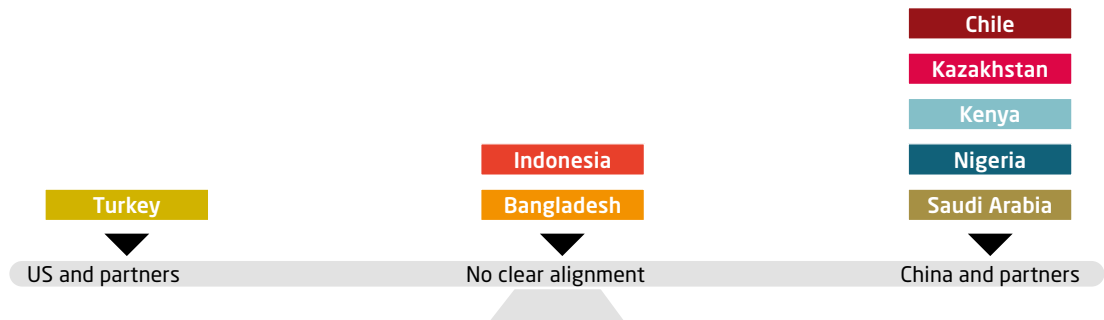 Chile
Kazakhstan
Kenya
Indonesia
Nigeria
Turkey
Bangladesh
Saudi Arabia
US and partners
No clear alignment
China and partners